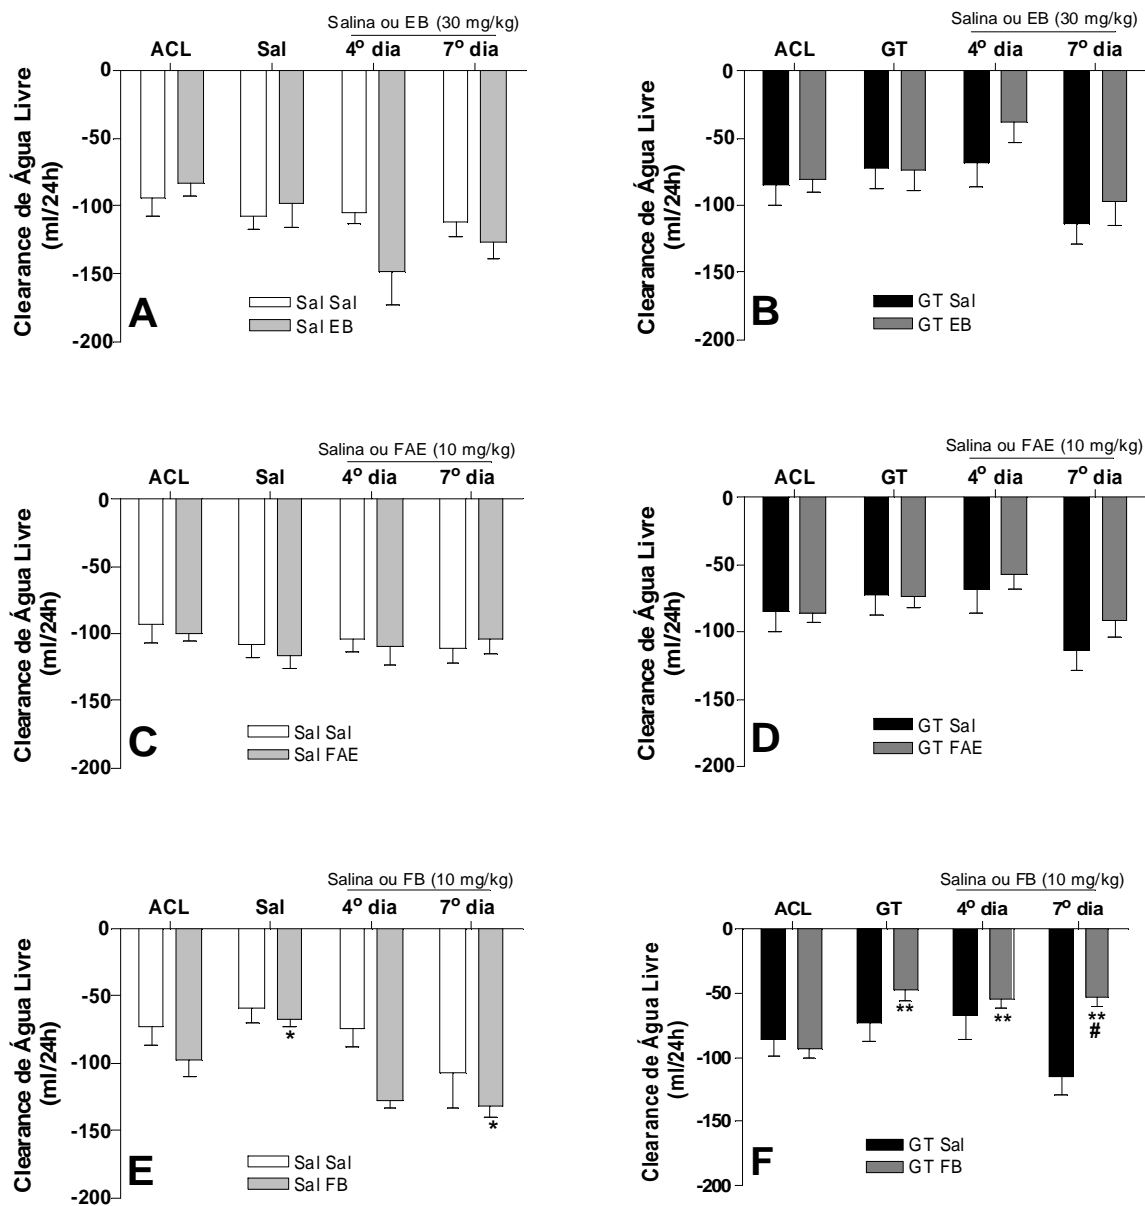 Salina ou EB (30 mg/kg)
ACL Sal 4º dia 7º dia
0
-50
-100
-150
-200
Clearance de Água Livre
(ml/24h)
A
Sal Sal
Sal EB
Salina ou EB (30 mg/kg)
ACL GT 4º dia 7º dia
0
-50
-100
-150
-200
Clearance de Água Livre
(ml/24h)
B
GT Sal
GT EB
Salina ou FAE (10 mg/kg)
ACL Sal 4º dia 7º dia
0
-50
-100
-150
-200
Clearance de Água Livre
(ml/24h)
C
Sal Sal
Sal FAE
Salina ou FAE (10 mg/kg)
ACL GT 4º dia 7º dia
0
-50
-100
-150
-200
Clearance de Água Livre
(ml/24h)
D
GT Sal
GT FAE
Salina ou FB (10 mg/kg)
ACL Sal 4º dia 7º dia
0
-50
-100
-150
-200
Clearance de Água Livre
(ml/24h)
*
*
E
Sal Sal
Sal FB
Salina ou FB (10 mg/kg)
ACL GT 4º dia 7º dia
0
-50
-100
-150
-200
Clearance de Água Livre
(ml/24h)
** ** **
#
F
GT Sal
GT FB